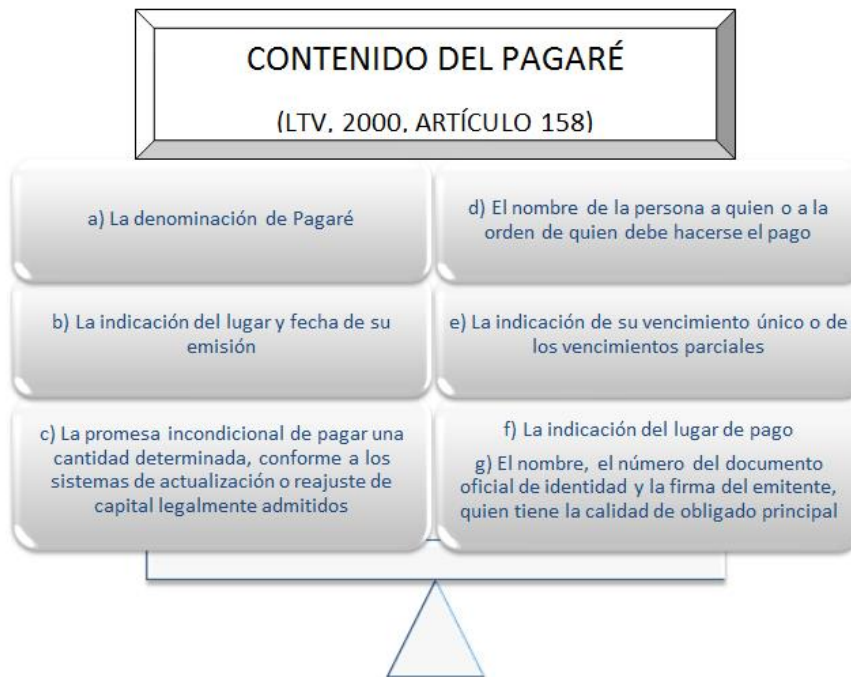 CONTENIDO DEL PAGARÉ
(LTV, 2000, ARTÍCULO 158)
a) La denominación de Pagaré
b) La indicación del lugar y fecha de su
emisión
c) La promesa incondicional de pagar una
cantidad determinada, conforme a los
sistemas de actualización o reajuste de
capital legalmente admitidos
d) El nombre de la persona a quien o a la
orden de quien debe hacerse el pago
e) La indicación de su vencimiento único o de
los vencimientos parciales
f) La indicación del lugar de pago
g) El nombre, el número del documento
oficial de identidad y la firma del emitente,
quien tiene la calidad de obligado principal